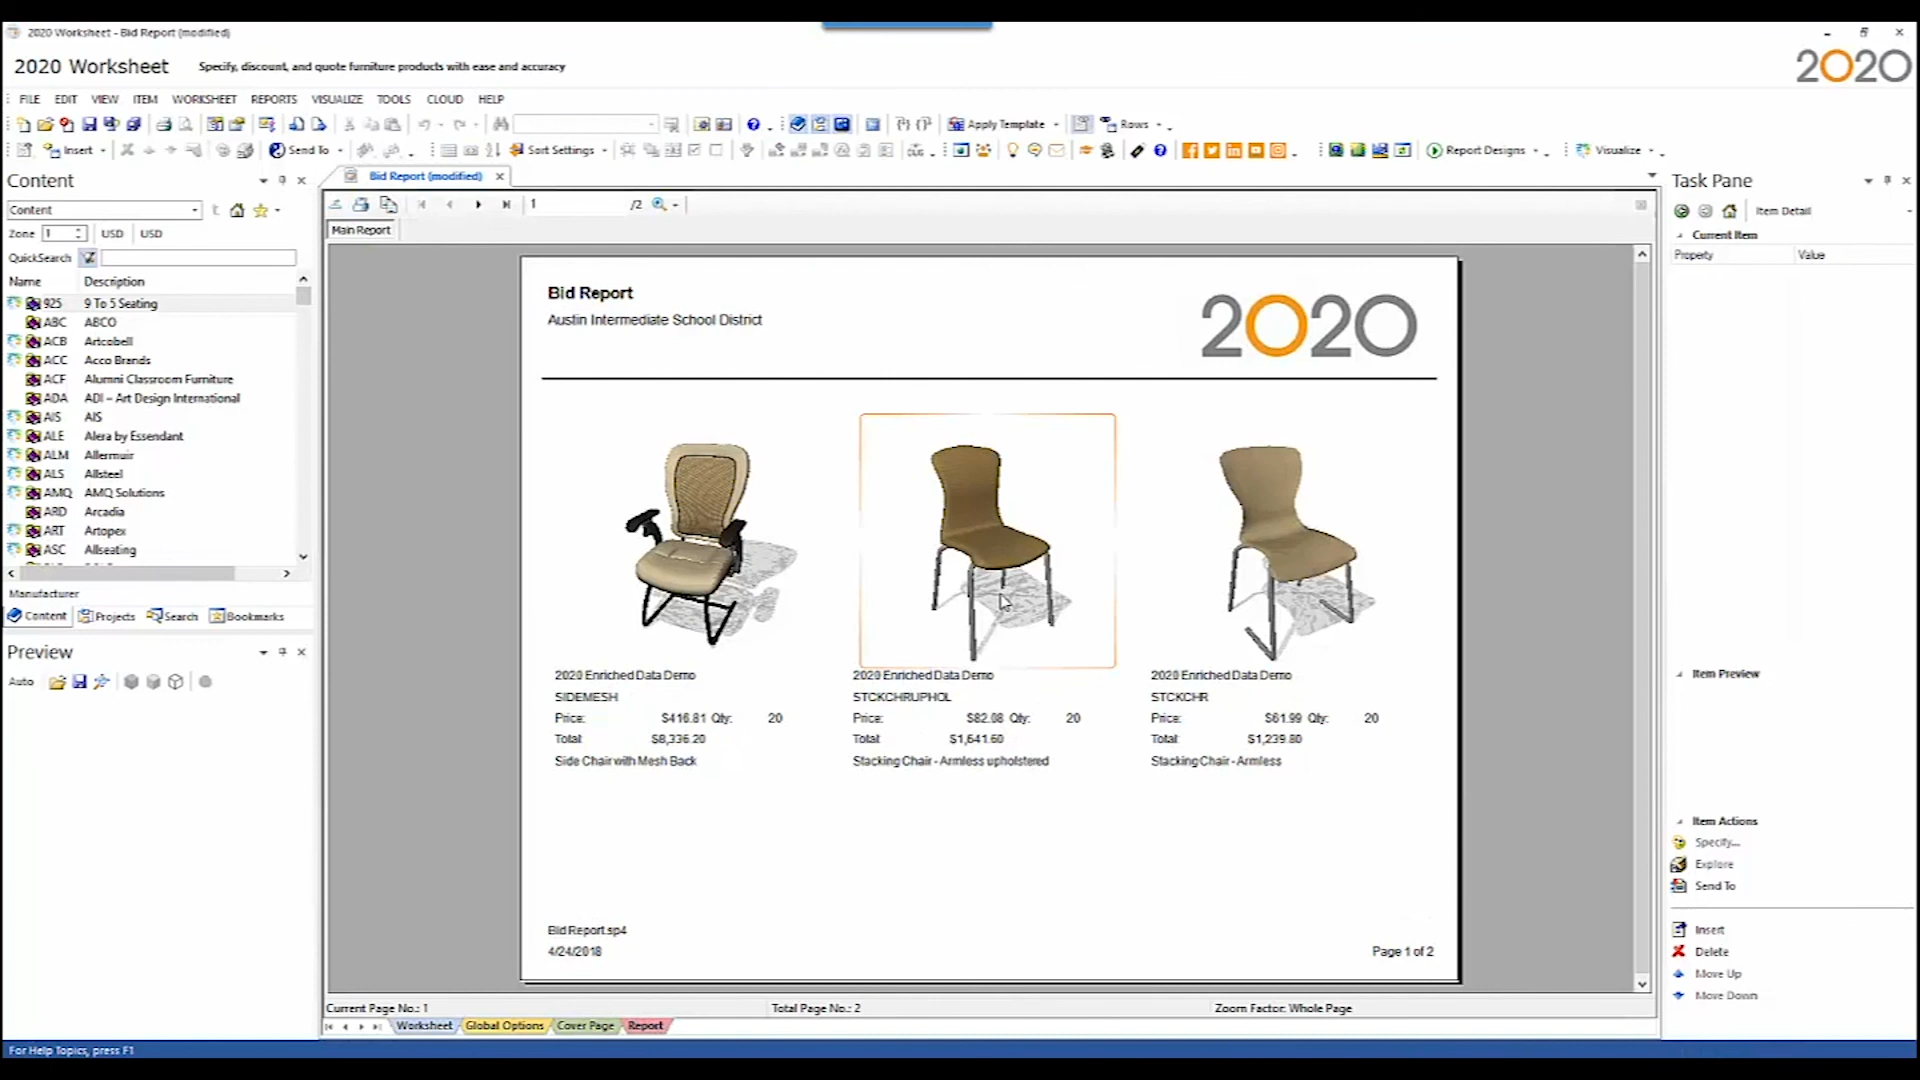 2020 Worksheet - Bid Report (modified)
2020 Worksheet Specify, discount, and quote furniture products with ease and accuracy
2020
FILE EDIT VIEW ITEM WORKSHEET REPORTS VISUALIZE TOOLS CLOUD HELP
Apply Template Rows
Insert Send To Sort Settings Report Designs Visualize
Content
Bid Report (modified)
Task Pane
Content
1 /2
Item Detail
Zone 1 USD USD
Main Report
Current Item
QuickSearch
Property Value
Name Description
925 9 To 5 Seating
ABC ABCO
ACB Artcobell
ACC Acco Brands
ACF Alumni Classroom Furniture
ADA ADI - Art Design International
AIS AIS
ALE Alera by Essendant
ALM Allermuir
ALS Allsteel
AMQ AMQ Solutions
ARD Arcadia
ART Artopex
ASC Allseating
Manufacturer
Content Projects Search Bookmarks
Preview
Auto
Bid Report
Austin Intermediate School District
2020
2020 Enriched Data Demo
SIDEMESH
Price: $416.81 Qty: 20
Total: $8,336.20
Side Chair with Mesh Back
2020 Enriched Data Demo
STCKCHRUPHOL
Price: $82.08 Qty: 20
Total: $1,641.60
Stacking Chair - Armless upholstered
2020 Enriched Data Demo
STCKCHR
Price: $61.99 Qty: 20
Total: $1,239.80
Stacking Chair - Armless
Bid Report.sp4
4/24/2018
Page 1 of 2
Item Preview
Item Actions
Specify...
Explore
Send To
Insert
Delete
Move Up
Move Down
Current Page No.: 1 Total Page No.: 2 Zoom Factor: Whole Page
Worksheet Global Options Cover Page Report
For Help Topics, press F1